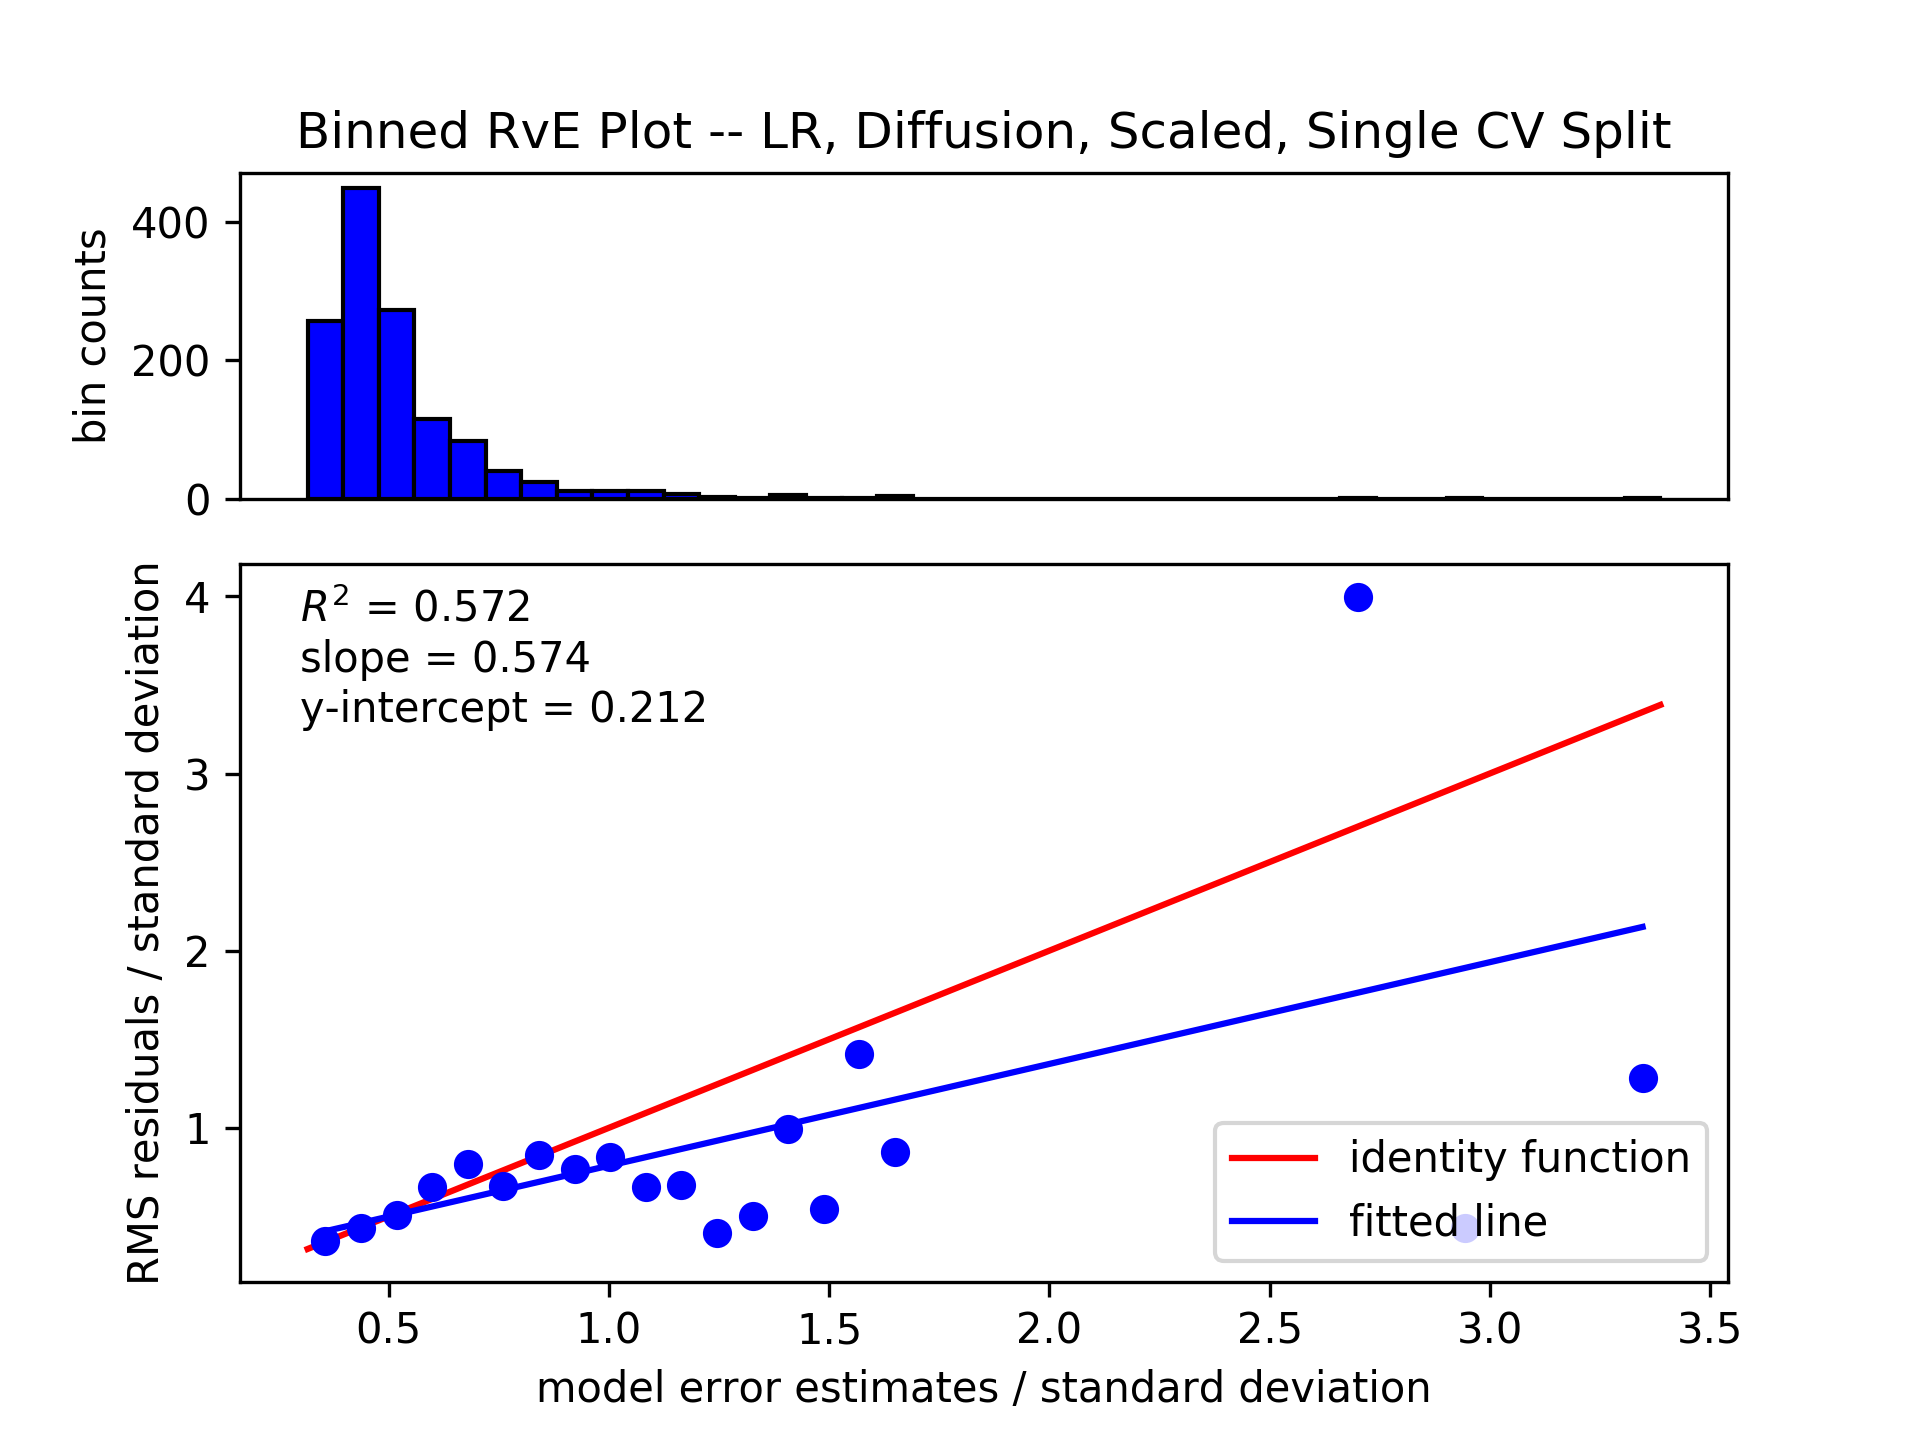 Binned RvE Plot -- LR, Diffusion, Scaled, Single CV Split
bin counts
400
200
0
RMS residuals / standard deviation
4
3
2
1
R² = 0.572
slope = 0.574
y-intercept = 0.212
identity function
fitted line
0.5 1.0 1.5 2.0 2.5 3.0 3.5
model error estimates / standard deviation